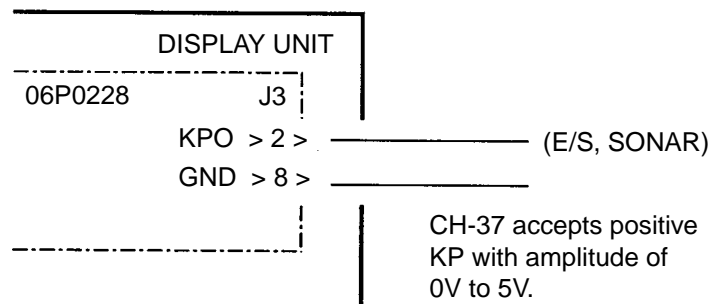 DISPLAY UNIT
06P0228 J3
KPO > 2 > (E/S, SONAR)
GND > 8 >
CH-37 accepts positive
KP with amplitude of
0V to 5V.